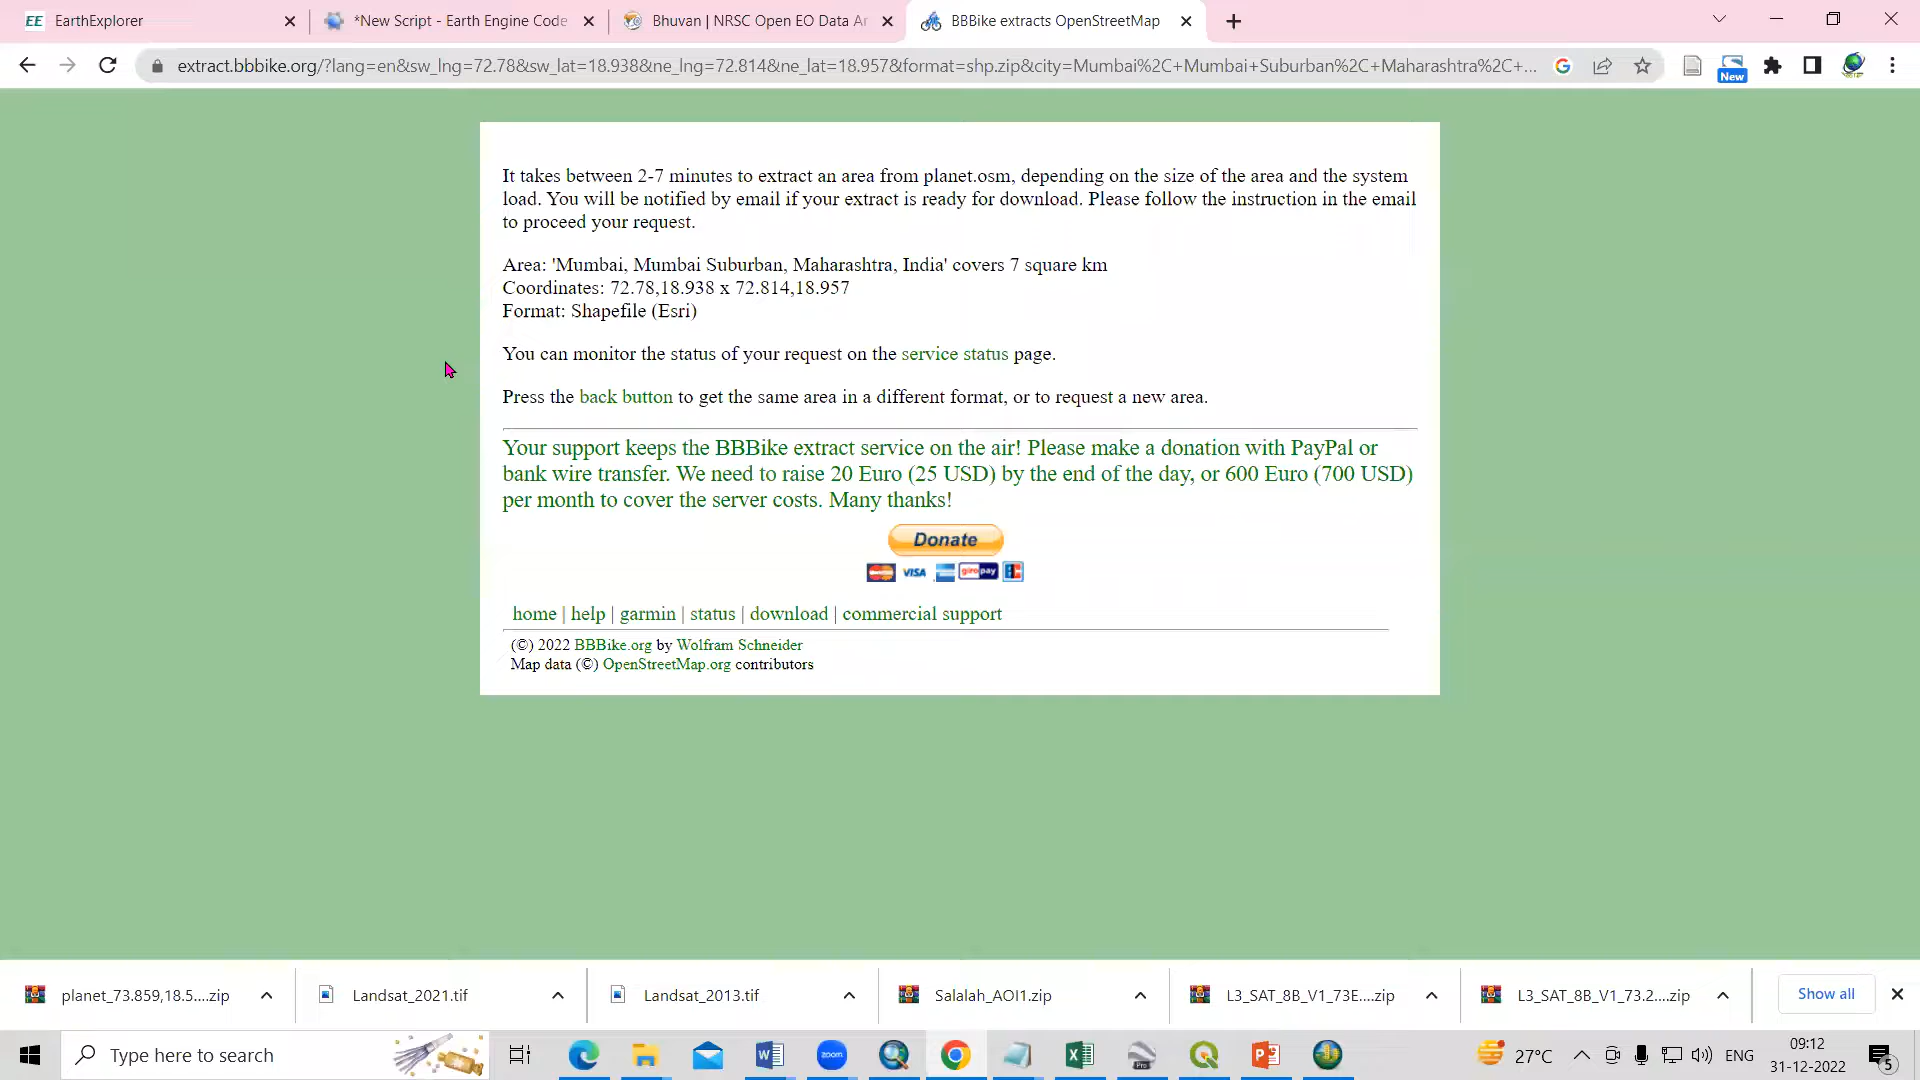 EarthExplorer
*New Script - Earth Engine Code
Bhuvan | NRSC Open EO Data Ar
BBBike extracts OpenStreetMap
extract.bbbike.org/?lang=en&sw_lng=72.78&sw_lat=18.938&ne_lng=72.814&ne_lat=18.957&format=shp.zip&city=Mumbai%2C+Mumbai+Suburban%2C+Maharashtra%2C+...
New
It takes between 2-7 minutes to extract an area from planet.osm, depending on the size of the area and the system
load. You will be notified by email if your extract is ready for download. Please follow the instruction in the email
to proceed your request.
Area: 'Mumbai, Mumbai Suburban, Maharashtra, India' covers 7 square km
Coordinates: 72.78,18.938 x 72.814,18.957
Format: Shapefile (Esri)
You can monitor the status of your request on the service status page.
Press the back button to get the same area in a different format, or to request a new area.
Your support keeps the BBBike extract service on the air! Please make a donation with PayPal or
bank wire transfer. We need to raise 20 Euro (25 USD) by the end of the day, or 600 Euro (700 USD)
per month to cover the server costs. Many thanks!
Donate
VISA giropay
home | help | garmin | status | download | commercial support
(©) 2022 BBBike.org by Wolfram Schneider
Map data (©) OpenStreetMap.org contributors
planet_73.859,18.5....zip
Landsat_2021.tif
Landsat_2013.tif
Salalah_AOI1.zip
L3_SAT_8B_V1_73E....zip
L3_SAT_8B_V1_73.2....zip
Show all
Type here to search
zoom
Pro
27°C
ENG
09:12
31-12-2022
5